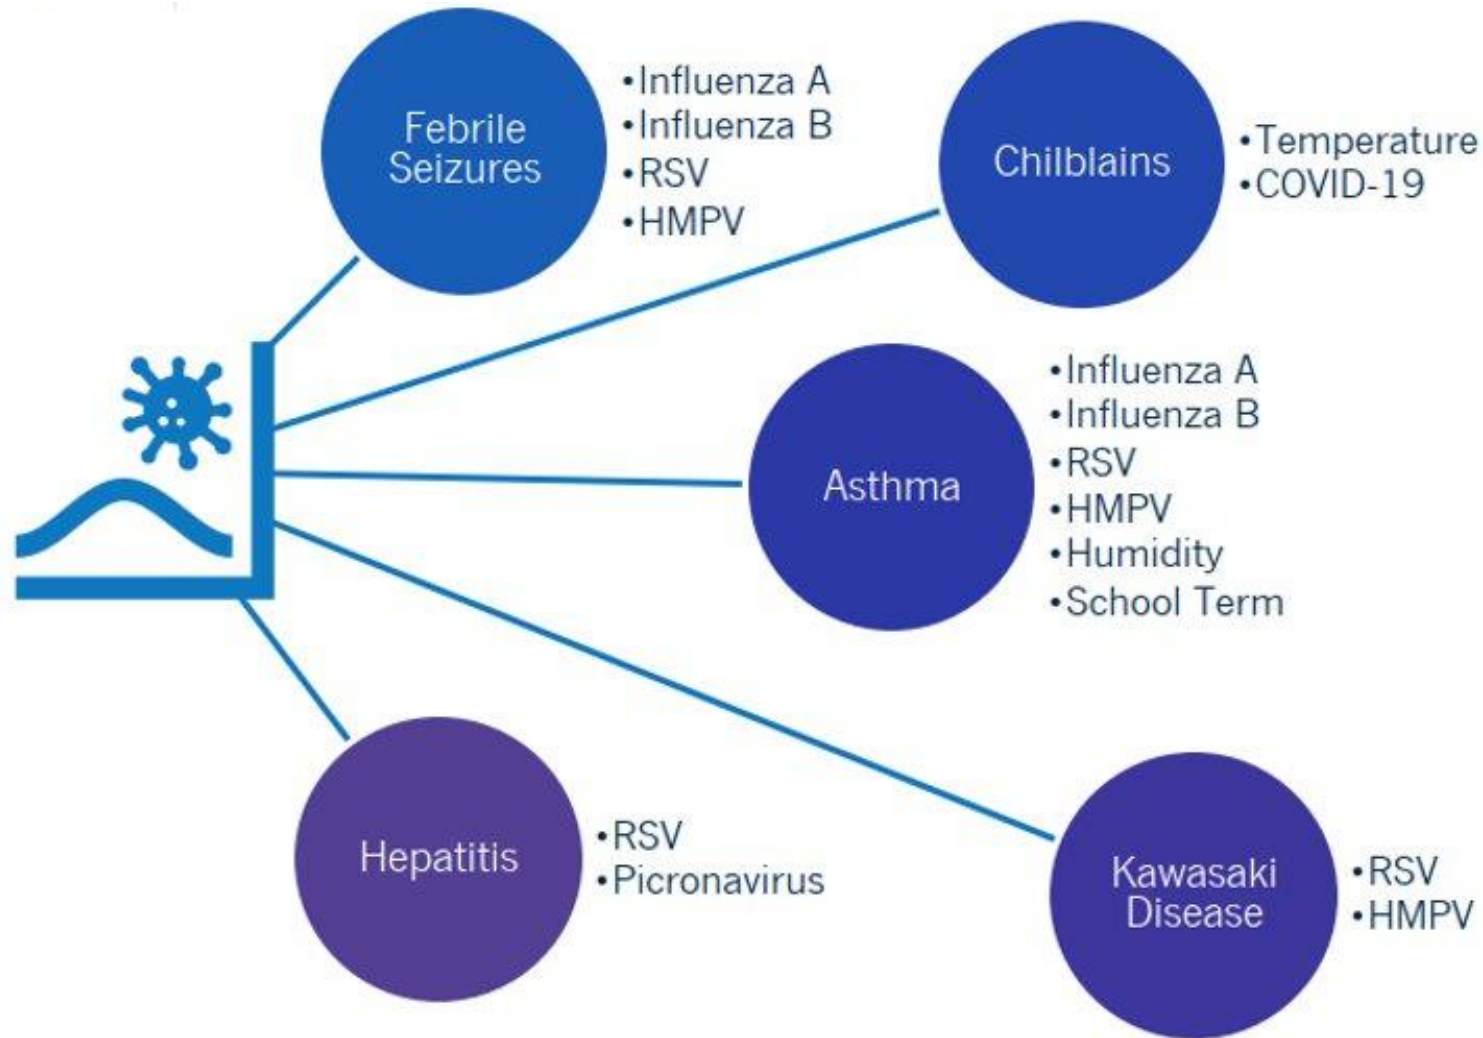 Febrile
Seizures
•Influenza A
•Influenza B
•RSV
•HMPV
Chilblains
•Temperature
•COVID-19
Asthma
•Influenza A
•Influenza B
•RSV
•HMPV
•Humidity
•School Term
Hepatitis
•RSV
•Picronavirus
Kawasaki
Disease
•RSV
•HMPV